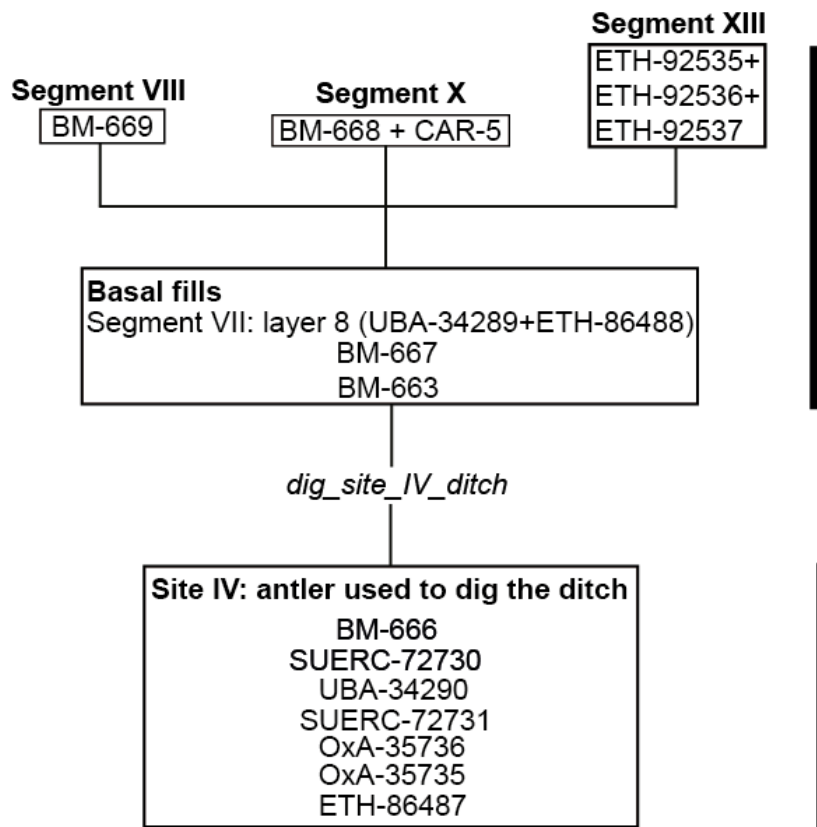 Segment VIII
BM-669
Segment X
BM-668 + CAR-5
Segment XIII
ETH-92535+
ETH-92536+
ETH-92537
Basal fills
Segment VII: layer 8 (UBA-34289+ETH-86488)
BM-667
BM-663
dig_site_IV_ditch
Site IV: antler used to dig the ditch
BM-666
SUERC-72730
UBA-34290
SUERC-72731
OxA-35736
OxA-35735
ETH-86487